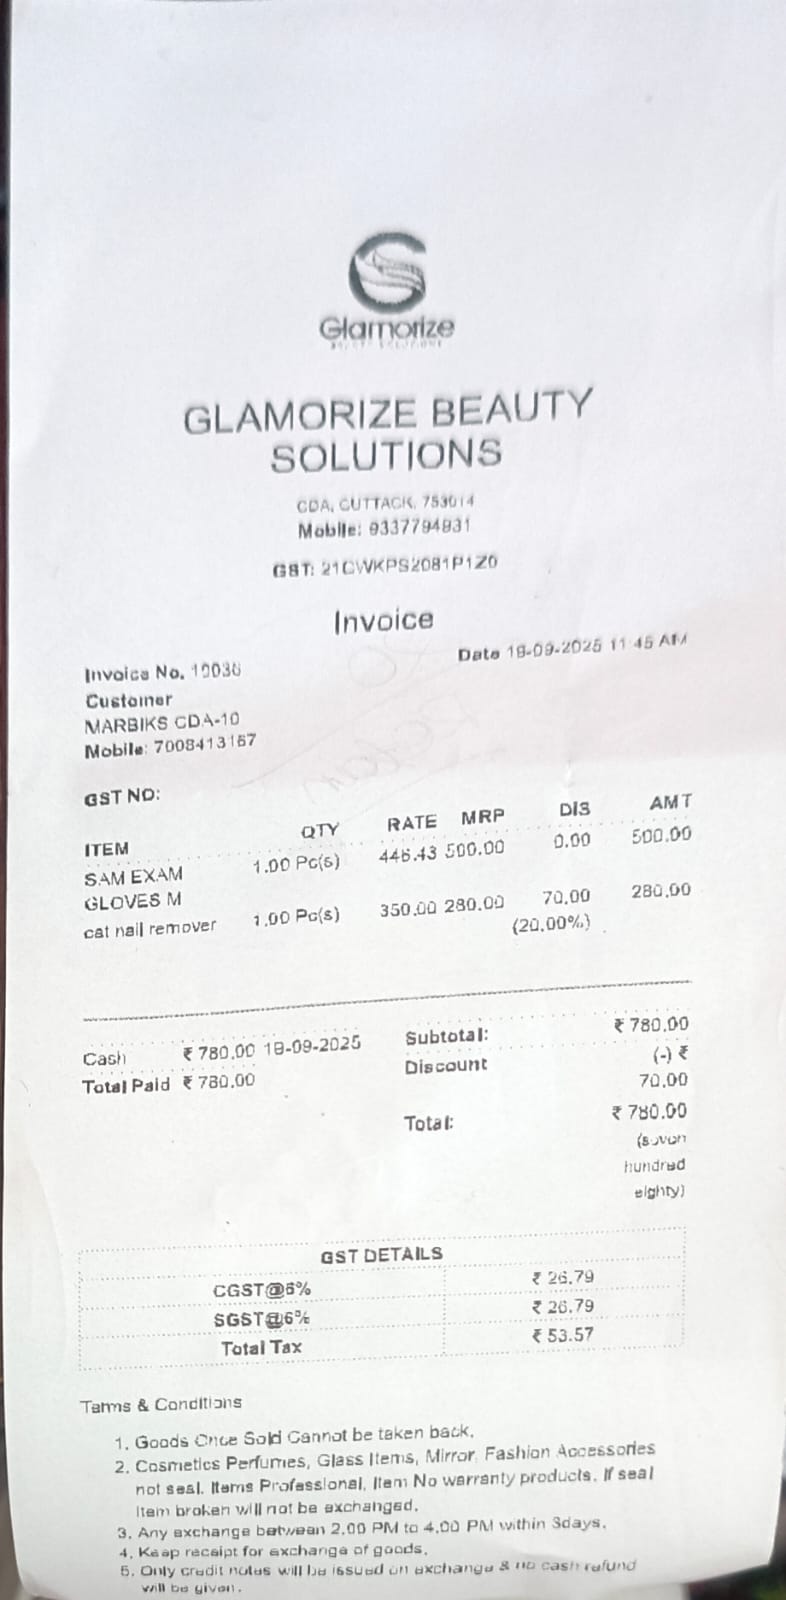 Glamorize
GLAMORIZE BEAUTY
SOLUTIONS
CDA, CUTTACK, 753014
Mobile: 9337794831
GST: 21CWKPS2081P1Z0
Invoice
Date 18-09-2025 11 45 AM
Invoice No. 10036
Customer
MARBIKS CDA-10
Mobile: 7008413167
GST NO:
ITEM QTY RATE MRP DIS AMT
SAM EXAM 1.00 Pc(s) 446.43 500.00 0.00 500.00
GLOVES M
cat nail remover 1.00 Pc(s) 350.00 280.00 70.00 280.00
(20.00%)
Cash ₹ 780.00 18-09-2025 Subtotal: ₹ 780.00
Total Paid ₹ 780.00 Discount (-) ₹
70.00
Total: ₹ 780.00
(seven
hundred
eighty)
GST DETAILS
CGST@6% ₹ 26.79
SGST@6% ₹ 26.79
Total Tax ₹ 53.57
Tarms & Conditions
1. Goods Once Sold Cannot be taken back.
2. Cosmetics Perfumes, Glass Items, Mirror, Fashion Accessories
not seal. Items Professional, Item No warranty products. If seal
Item broken will not be exchanged.
3. Any exchange between 2.00 PM to 4.00 PM within 3days.
4. Keep receipt for exchange of goods.
5. Only credit notes will be issued on exchange & no cash refund
will be given.